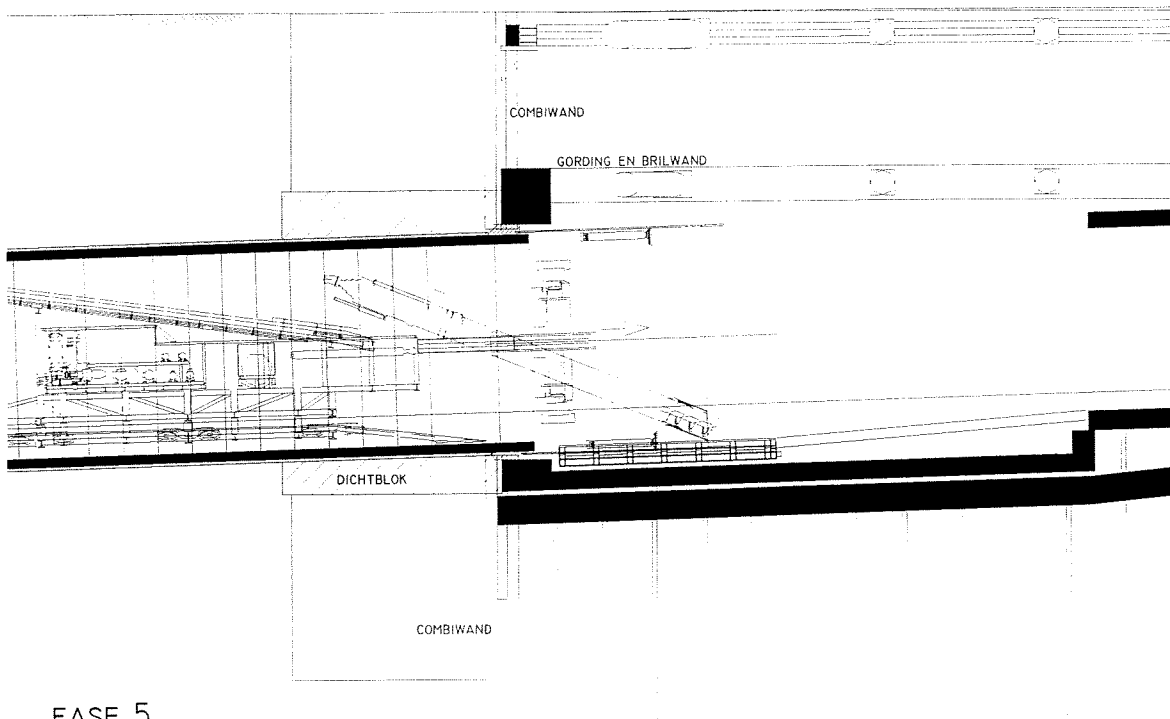 COMBIWAND
GORDING EN BRILWAND
DICHTBLOK
COMBIWAND
FASE 5